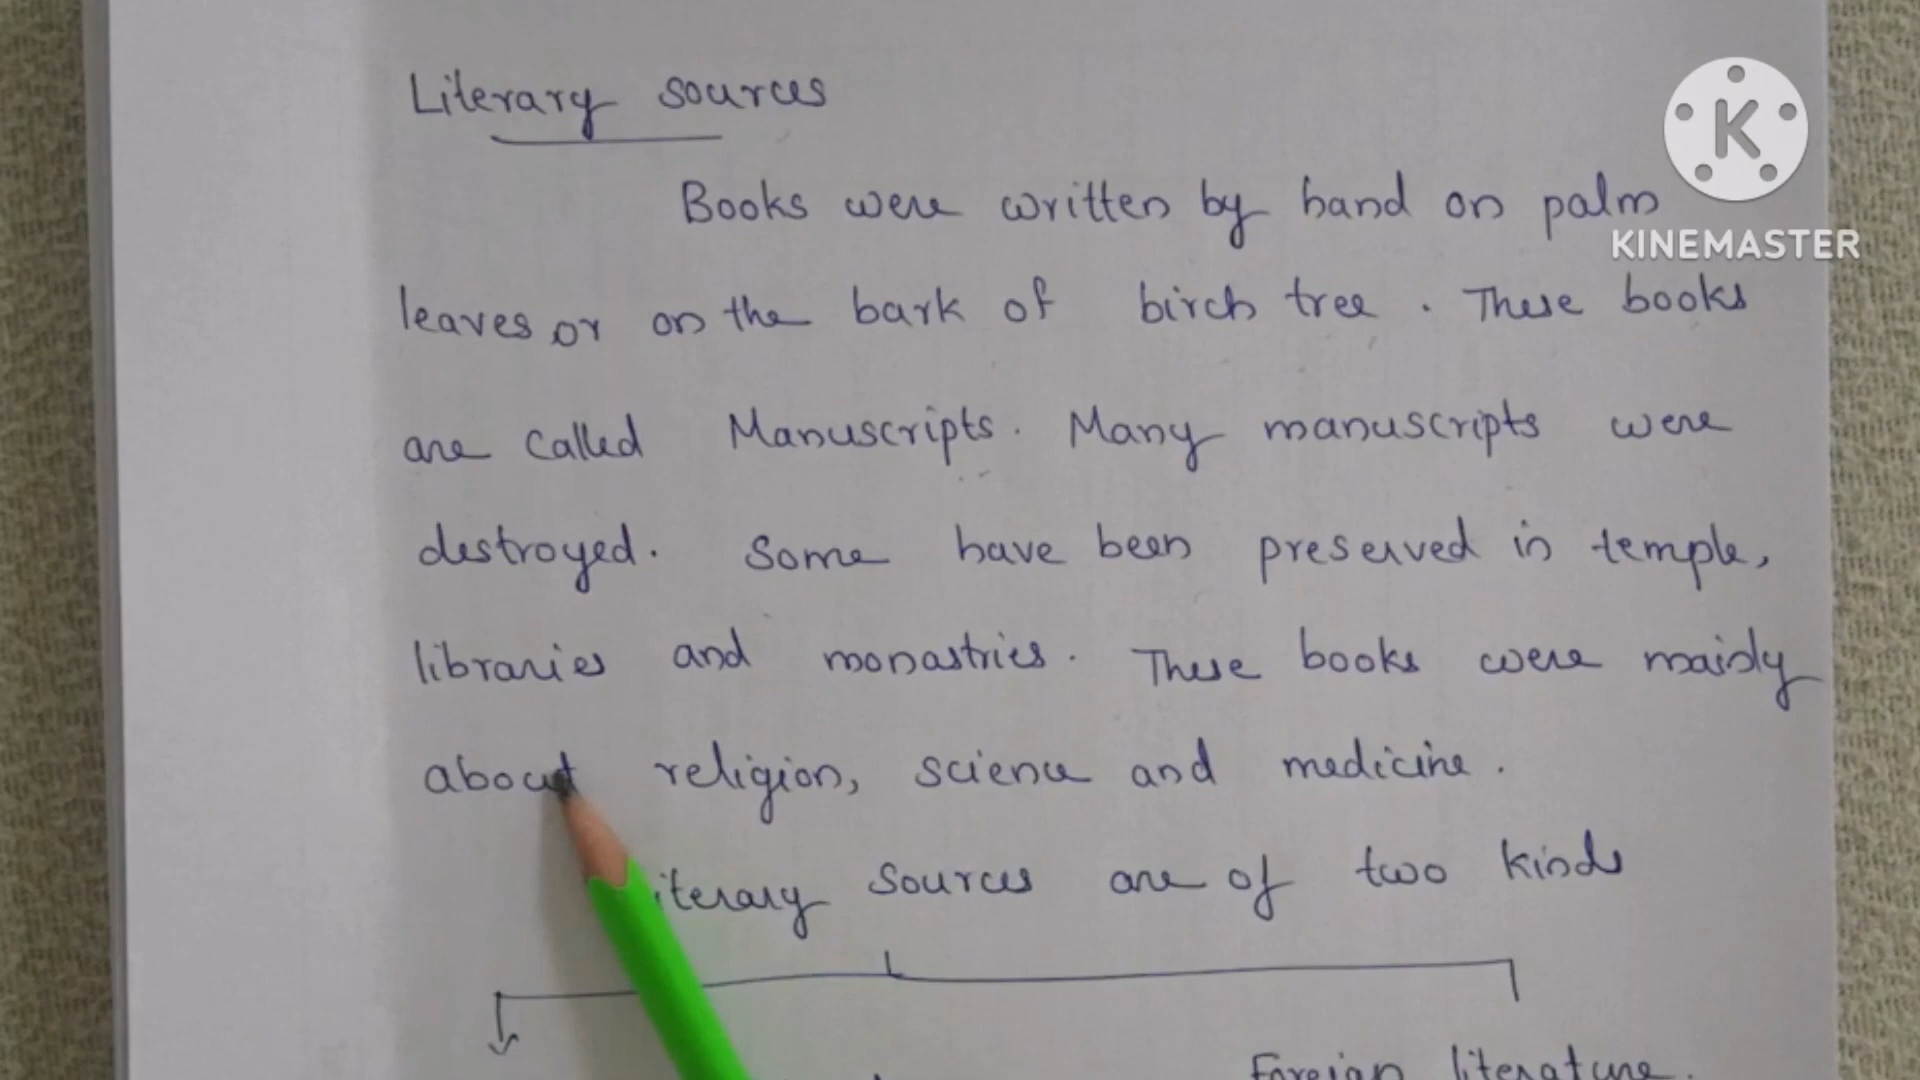 Literary sources
Books were written by hand on palm
leaves or on the bark of birch tree. These books
are called Manuscripts. Many manuscripts were
destroyed. Some have been preserved in temple,
libraries and monastries. These books were mainly
about religion, science and medicine.
iterary sources are of two kinds
Foreign literature.
K
KINEMASTER